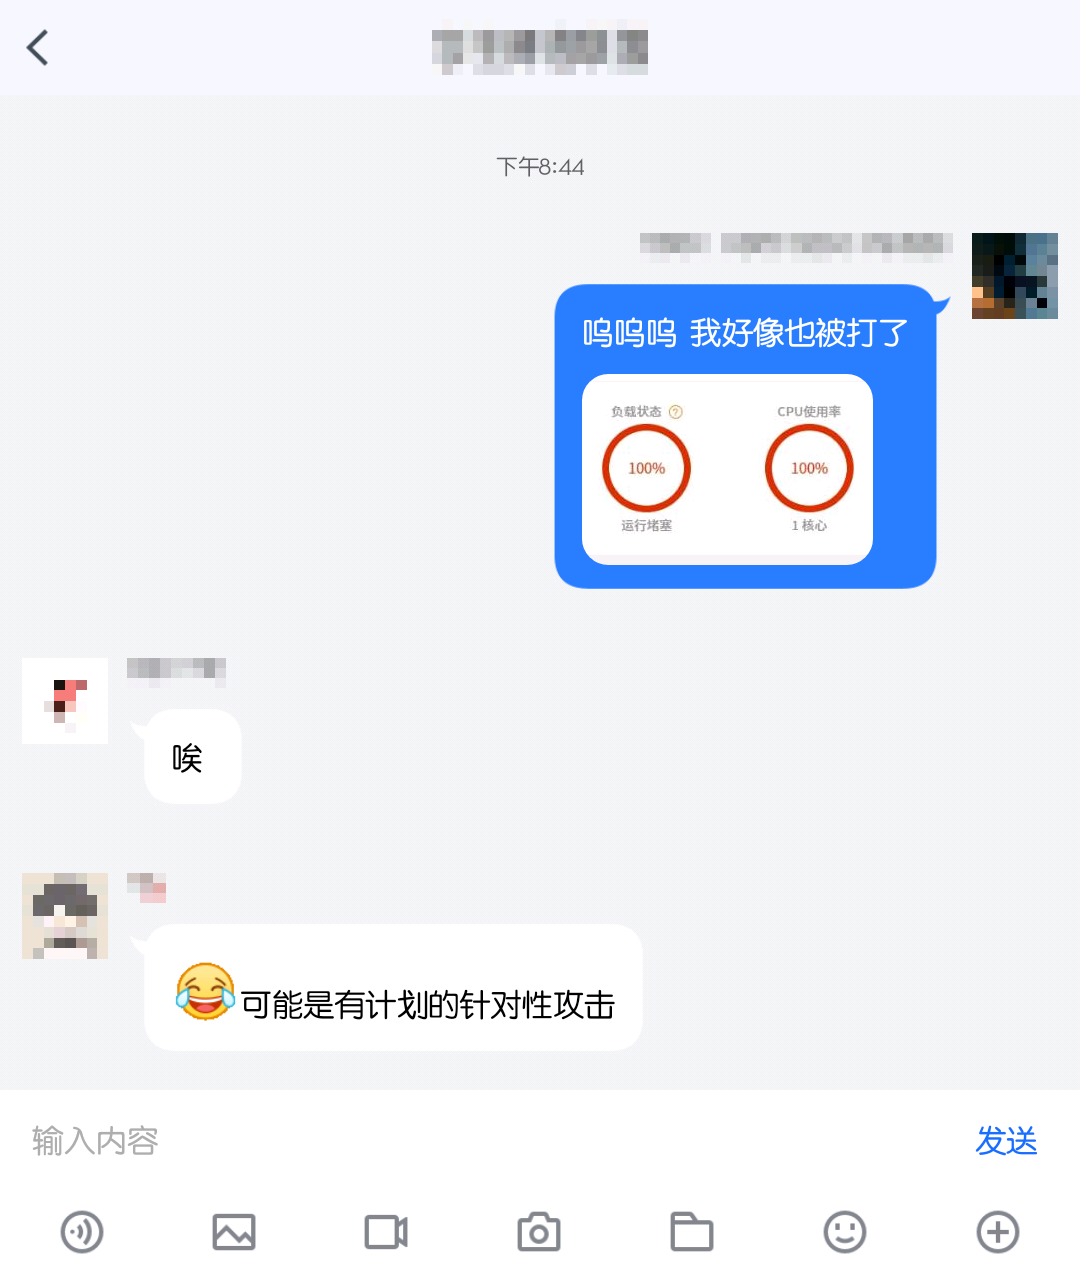 下午8:44
呜呜呜 我好像也被打了
负载状态 ?
CPU使用率
100%
100%
运行堵塞
1 核心
唉
😂可能是有计划的针对性攻击
输入内容
发送